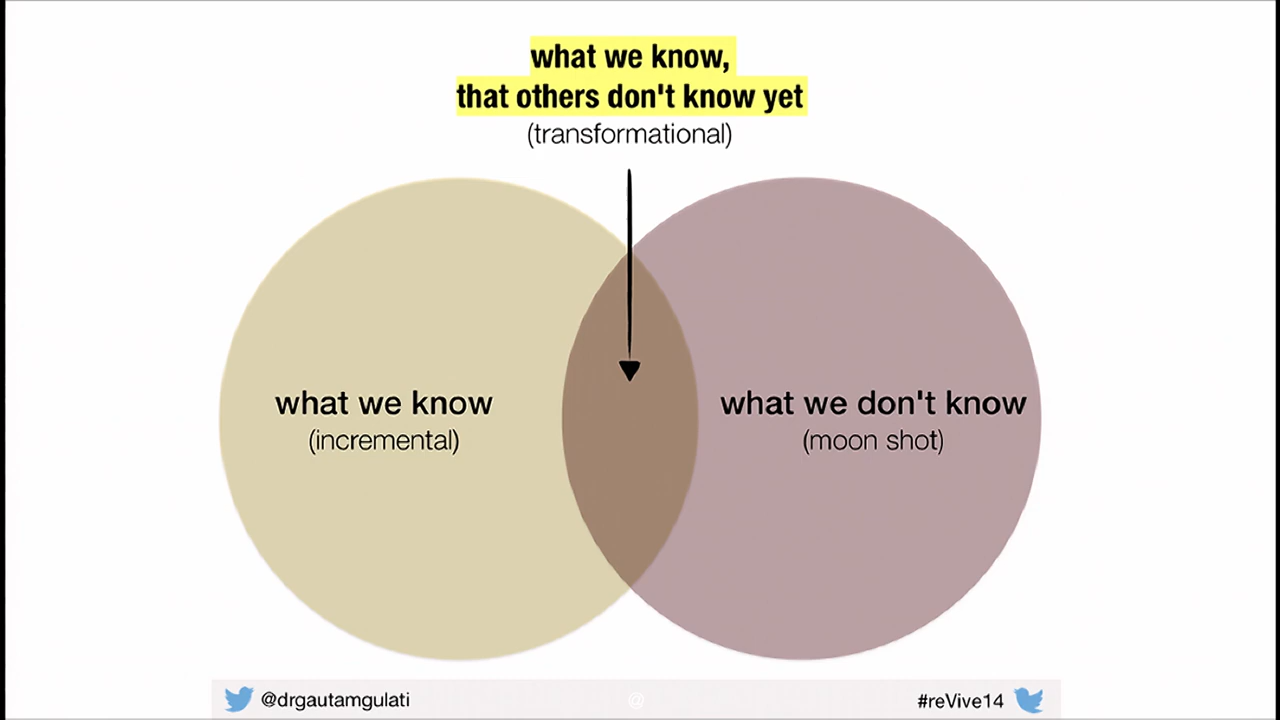 what we know,
that others don't know yet
(transformational)
what we know
(incremental)
what we don't know
(moon shot)
@drgautamgulati
@
#reVive14